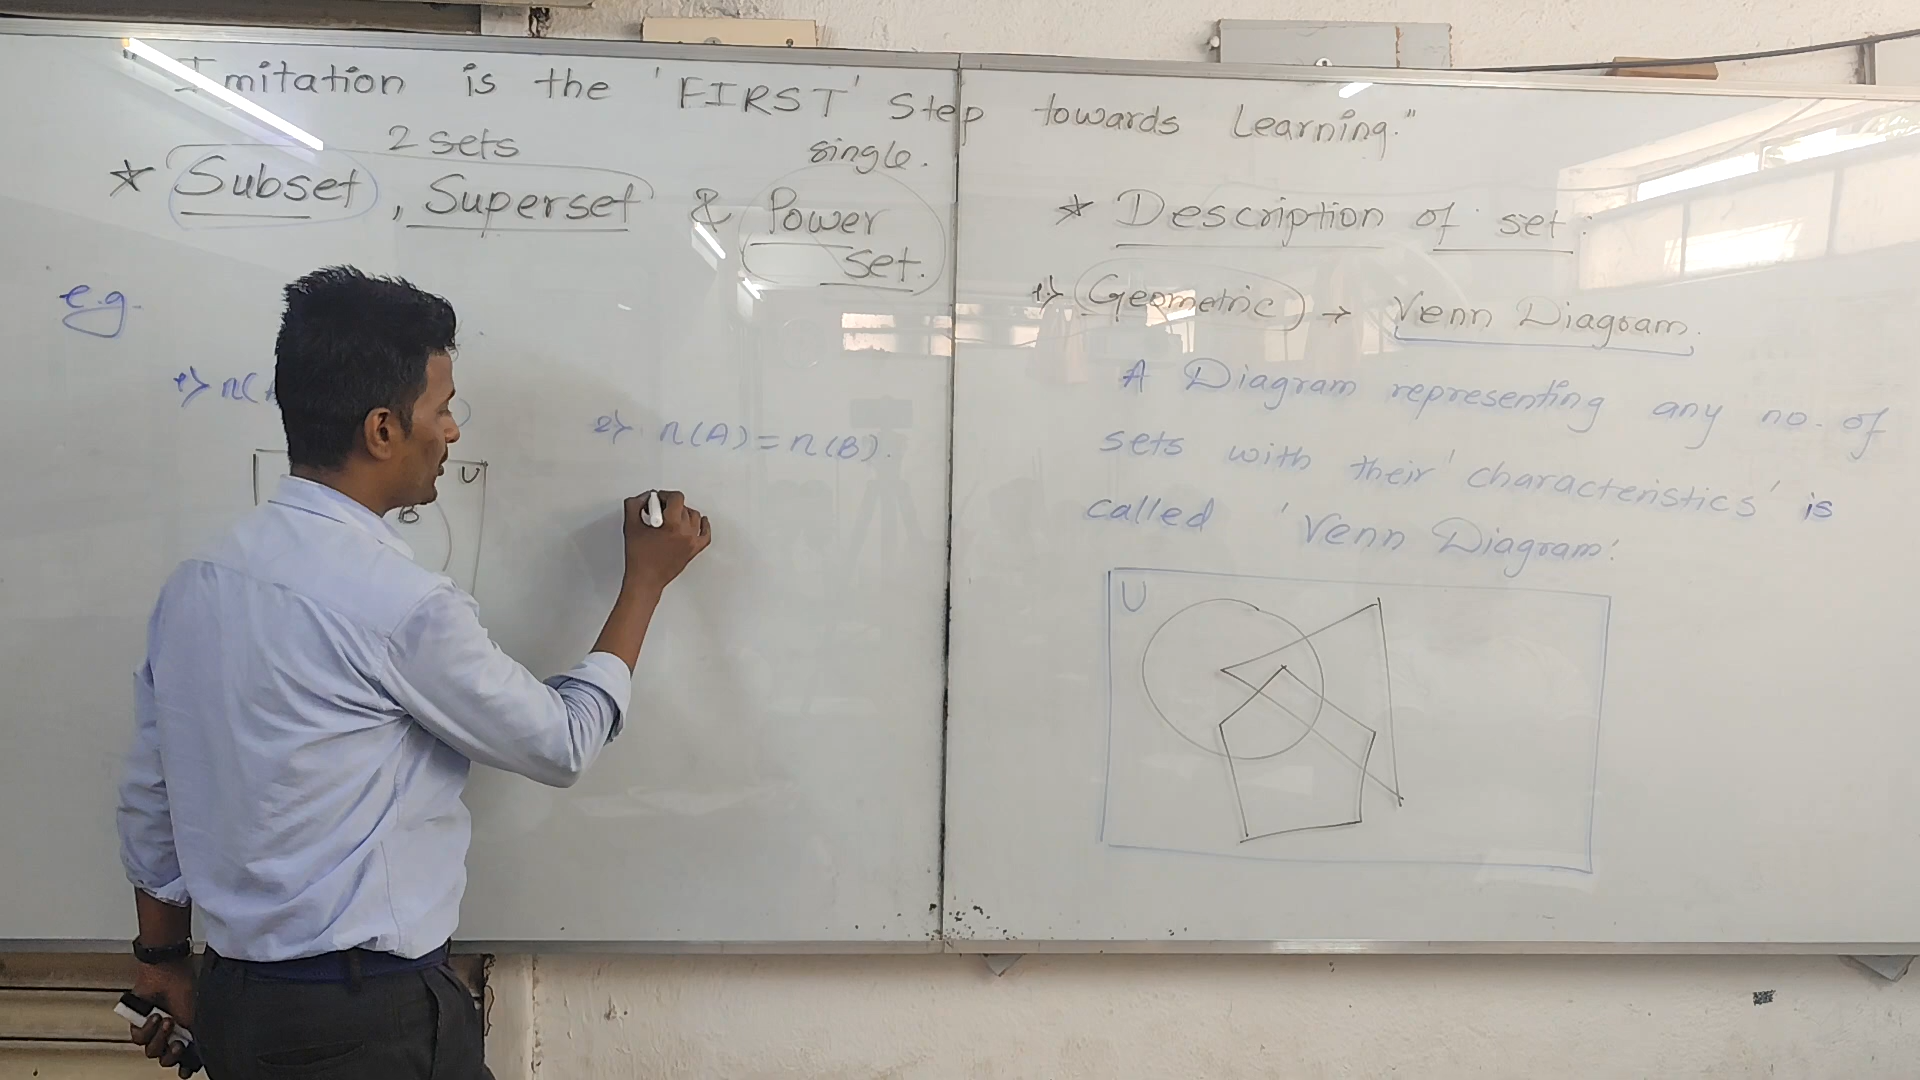 " Imitation is the 'FIRST' Step towards Learning."
2 sets
single.
* Subset, Superset & Power
set.
e.g.
1> n(
U
B
2> n(A) = n(B).
* Description of set:
1> Geometric → Venn Diagram.
A Diagram representing any no. of
sets with their 'characteristics' is
called 'Venn Diagram'.
U